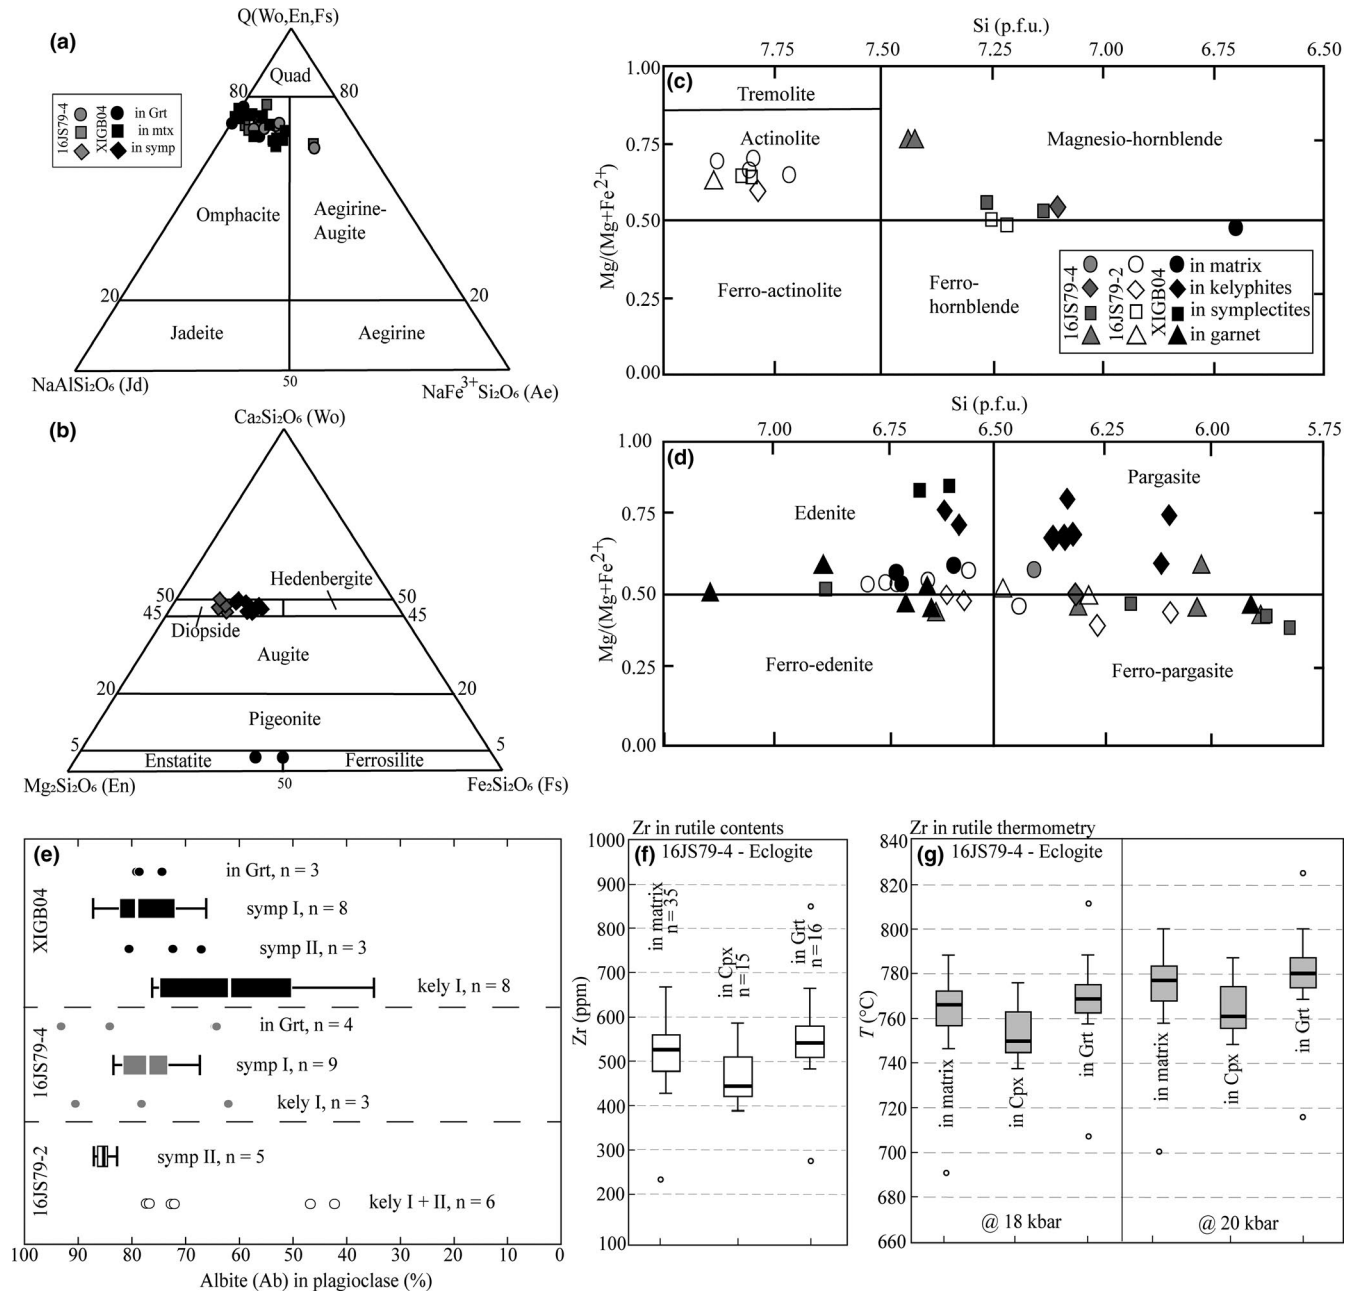 (a)
Q(Wo,En,Fs)
Quad
80
80
16JS79-4
XIGB04
in Grt
in mtx
in symp
Omphacite
Aegirine-
Augite
20
20
Jadeite
Aegirine
NaAlSi₂O₆ (Jd)
50
NaFe³⁺Si₂O₆ (Ae)
(b)
Ca₂Si₂O₆ (Wo)
Hedenbergite
50
50
45
45
Diopside
Augite
20
20
Pigeonite
5
5
Enstatite
Ferrosilite
Mg₂Si₂O₆ (En)
50
Fe₂Si₂O₆ (Fs)
(c)
Si (p.f.u.)
7.75
7.50
7.25
7.00
6.75
6.50
1.00
0.75
0.50
0.25
0.00
Mg/(Mg+Fe²⁺)
Tremolite
Actinolite
Magnesio-hornblende
Ferro-actinolite
Ferro-
hornblende
16JS79-4
16JS79-2
XIGB04
in matrix
in kelyphites
in symplectites
in garnet
(d)
Si (p.f.u.)
7.00
6.75
6.50
6.25
6.00
5.75
1.00
0.75
0.50
0.25
0.00
Mg/(Mg+Fe²⁺)
Edenite
Pargasite
Ferro-edenite
Ferro-pargasite
(e)
XIGB04
in Grt, n = 3
symp I, n = 8
symp II, n = 3
kely I, n = 8
16JS79-4
in Grt, n = 4
symp I, n = 9
kely I, n = 3
16JS79-2
symp II, n = 5
kely I + II, n = 6
100
90
80
70
60
50
40
30
20
10
0
Albite (Ab) in plagioclase (%)
Zr in rutile contents
(f) 16JS79-4 - Eclogite
1000
900
800
700
600
500
400
300
200
100
Zr (ppm)
in matrix
n = 35
in Cpx
n = 15
in Grt
n = 16
Zr in rutile thermometry
(g) 16JS79-4 - Eclogite
840
820
800
780
760
740
720
700
680
660
T (°C)
in matrix
in Cpx
in Grt
in matrix
in Cpx
in Grt
@ 18 kbar
@ 20 kbar